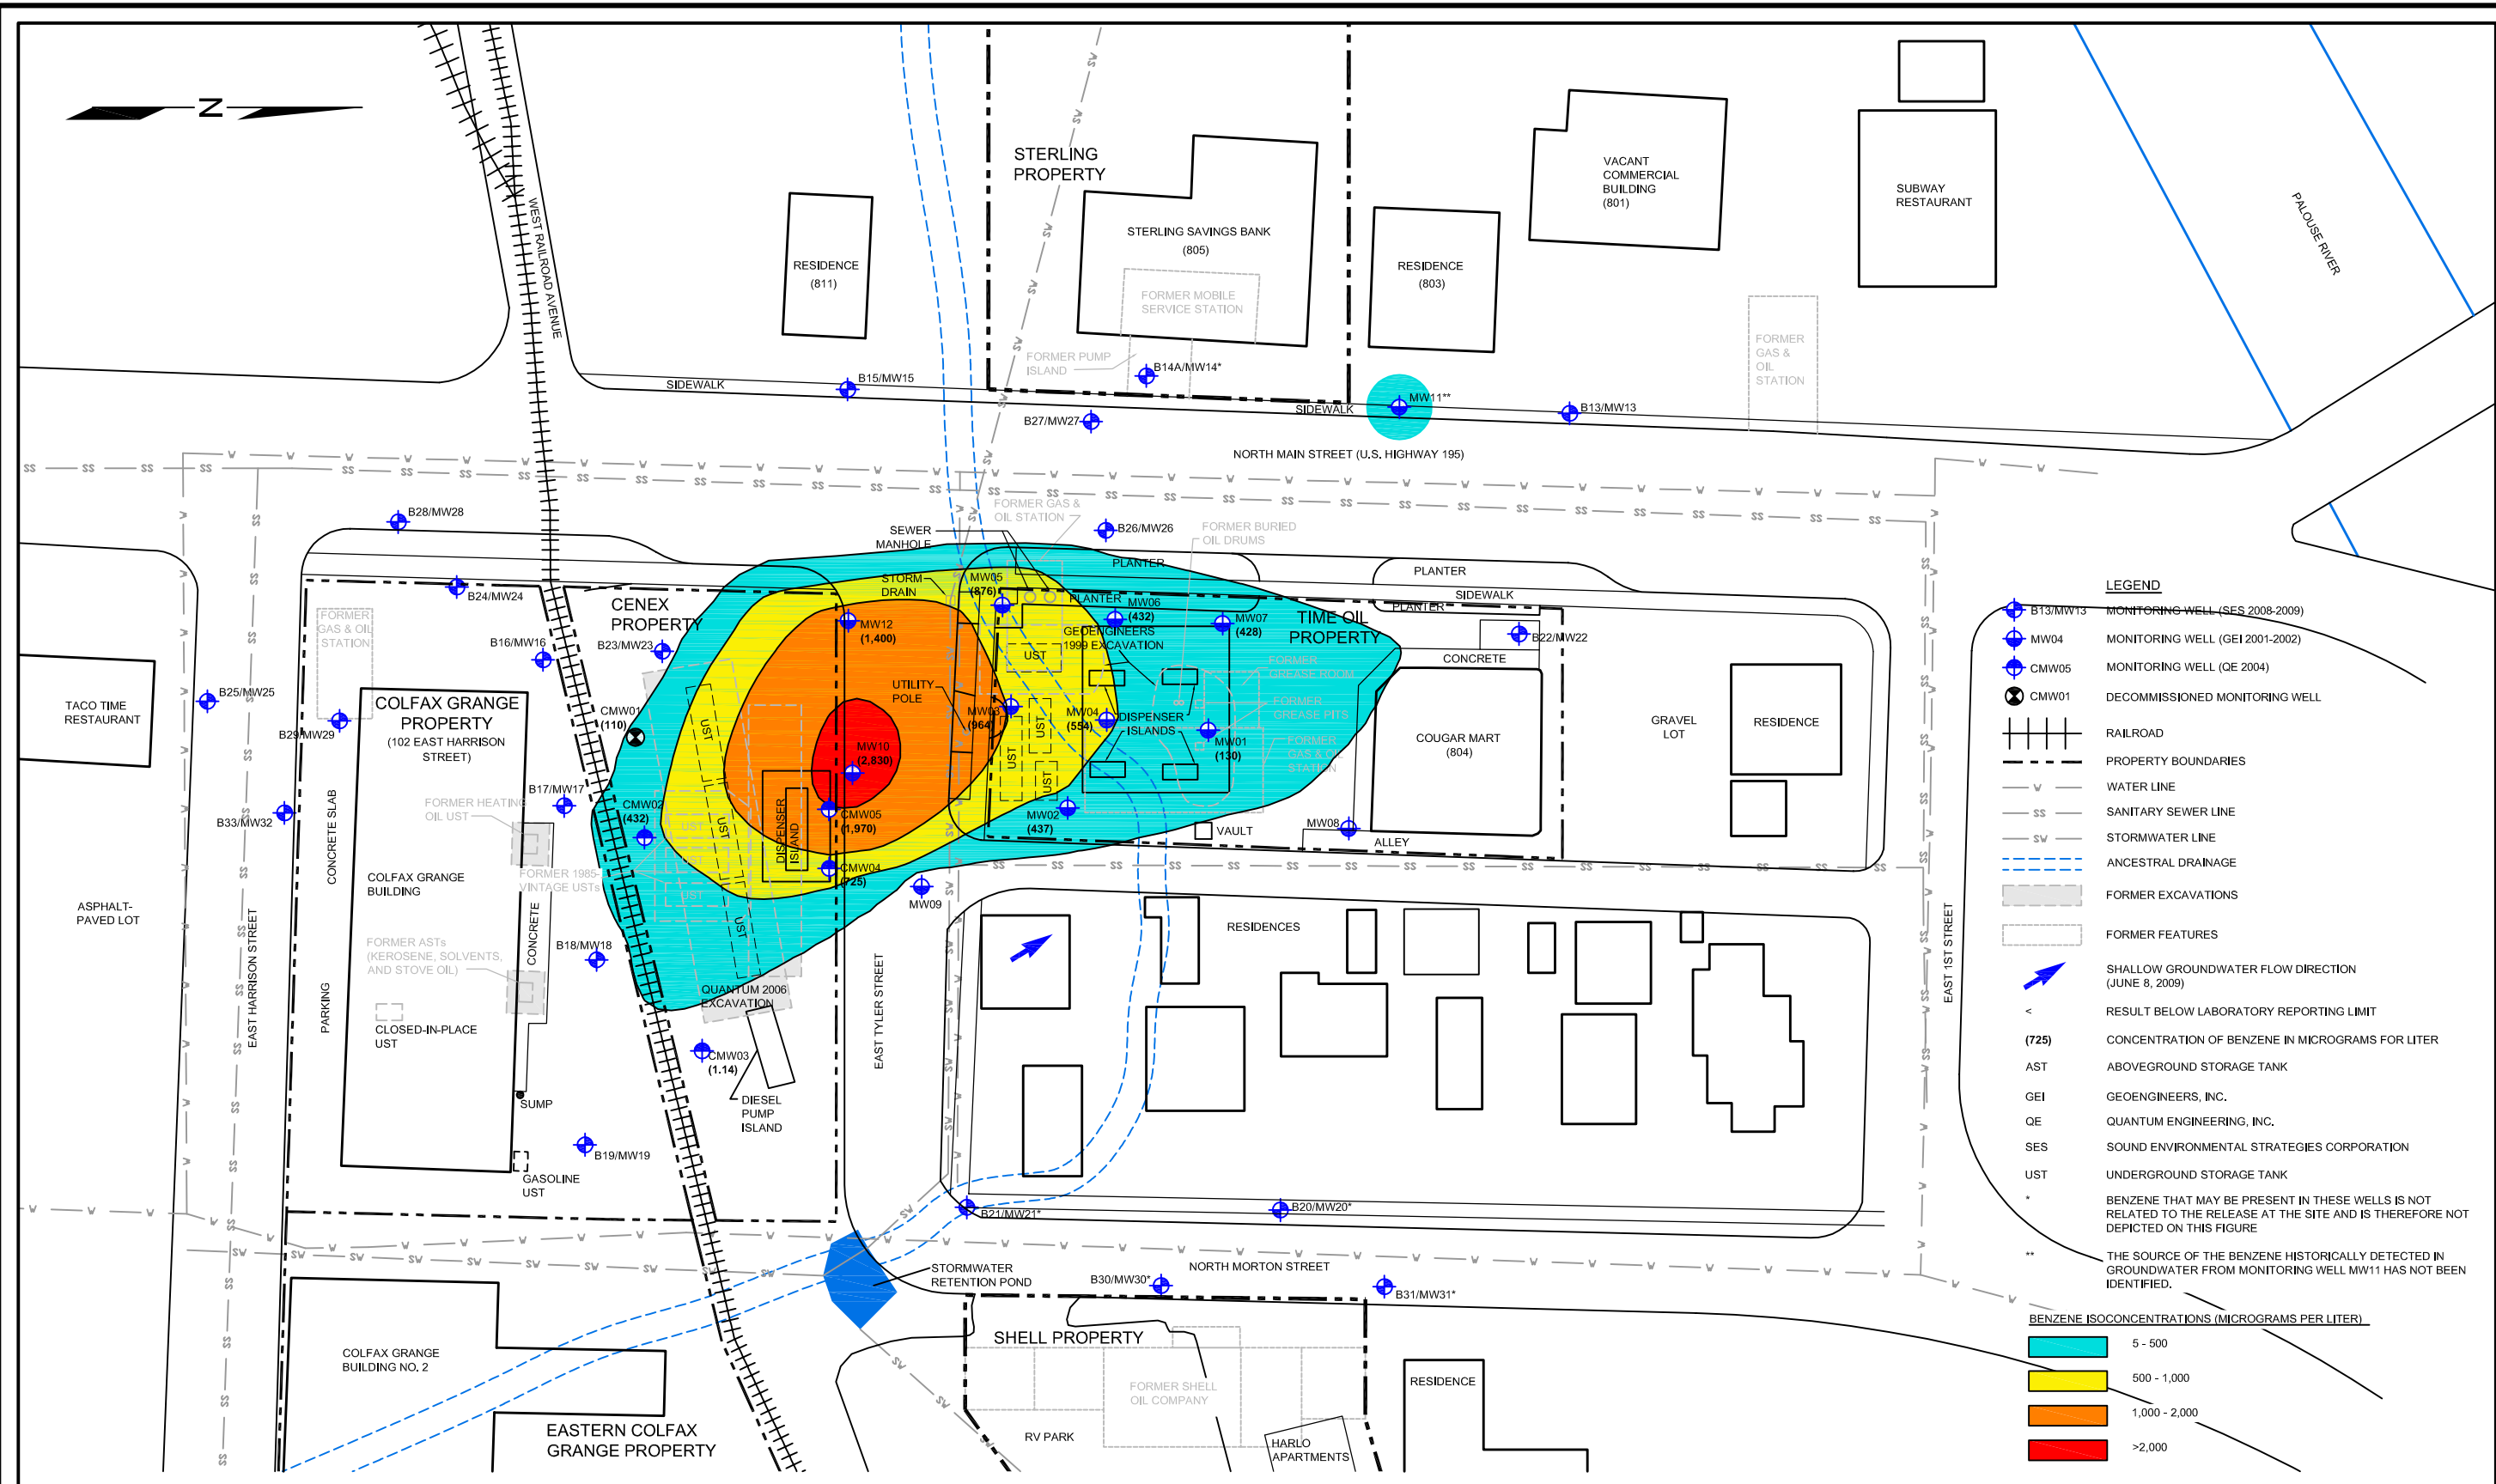 N
WEST RAILROAD AVENUE
STERLING
PROPERTY
RESIDENCE
(811)
STERLING SAVINGS BANK
(805)
FORMER MOBILE
SERVICE STATION
FORMER PUMP
ISLAND
RESIDENCE
(803)
VACANT
COMMERCIAL
BUILDING
(801)
SUBWAY
RESTAURANT
PALOUSE RIVER
FORMER
GAS &
OIL
STATION
SIDEWALK
B15/MW15
B14A/MW14*
B27/MW27
SIDEWALK
MW11**
B13/MW13
NORTH MAIN STREET (U.S. HIGHWAY 195)
B28/MW28
SEWER
MANHOLE
FORMER GAS &
OIL STATION
B26/MW26
FORMER BURIED
OIL DRUMS
PLANTER
PLANTER
SIDEWALK
PLANTER
PLANTER
B24/MW24
FORMER
GAS & OIL
STATION
CENEX
PROPERTY
STORM
DRAIN
MW05
(876)
MW06
(432)
MW07
(428)
TIME OIL
PROPERTY
B22/MW22
CONCRETE
MW12
(1,400)
GEOENGINEERS
1999 EXCAVATION
B16/MW16
B23/MW23
UST
FORMER
GREASE ROOM
FORMER
GREASE PITS
FORMER
GAS & OIL
STATION
TACO TIME
RESTAURANT
B25/MW25
B29/MW29
COLFAX GRANGE
PROPERTY
(102 EAST HARRISON
STREET)
CMW01
(110)
UTILITY
POLE
MW03
(964)
MW04
(554)
DISPENSER
ISLANDS
MW01
(130)
COUGAR MART
(804)
GRAVEL
LOT
RESIDENCE
MW10
(2,830)
UST
UST
UST
UST
UST
UST
UST
UST
UST
B17/MW17
FORMER HEATING
OIL UST
CMW02
(432)
CMW05
(1,970)
DISPENSER
ISLAND
MW02
(437)
VAULT
MW08
ALLEY
B33/MW32
CONCRETE SLAB
COLFAX GRANGE
BUILDING
FORMER 1985-
VINTAGE USTs
CMW04
(725)
MW09
ASPHALT-
PAVED LOT
EAST HARRISON STREET
PARKING
FORMER ASTs
(KEROSENE, SOLVENTS,
AND STOVE OIL)
CONCRETE
B18/MW18
QUANTUM 2006
EXCAVATION
CLOSED-IN-PLACE
UST
CMW03
(1.14)
DIESEL
PUMP
ISLAND
EAST TYLER STREET
RESIDENCES
EAST 1ST STREET
SUMP
B19/MW19
GASOLINE
UST
B21/MW21*
B20/MW20*
STORMWATER
RETENTION POND
NORTH MORTON STREET
B30/MW30*
B31/MW31*
COLFAX GRANGE
BUILDING NO. 2
EASTERN COLFAX
GRANGE PROPERTY
SHELL PROPERTY
FORMER SHELL
OIL COMPANY
RV PARK
HARLO
APARTMENTS
RESIDENCE
LEGEND
B13/MW13 MONITORING WELL (SES 2008-2009)
MW04 MONITORING WELL (GEI 2001-2002)
CMW05 MONITORING WELL (QE 2004)
CMW01 DECOMMISSIONED MONITORING WELL
RAILROAD
PROPERTY BOUNDARIES
W WATER LINE
SS SANITARY SEWER LINE
SW STORMWATER LINE
ANCESTRAL DRAINAGE
FORMER EXCAVATIONS
FORMER FEATURES
SHALLOW GROUNDWATER FLOW DIRECTION
(JUNE 8, 2009)
< RESULT BELOW LABORATORY REPORTING LIMIT
(725) CONCENTRATION OF BENZENE IN MICROGRAMS FOR LITER
AST ABOVEGROUND STORAGE TANK
GEI GEOENGINEERS, INC.
QE QUANTUM ENGINEERING, INC.
SES SOUND ENVIRONMENTAL STRATEGIES CORPORATION
UST UNDERGROUND STORAGE TANK
* BENZENE THAT MAY BE PRESENT IN THESE WELLS IS NOT
RELATED TO THE RELEASE AT THE SITE AND IS THEREFORE NOT
DEPICTED ON THIS FIGURE
** THE SOURCE OF THE BENZENE HISTORICALLY DETECTED IN
GROUNDWATER FROM MONITORING WELL MW11 HAS NOT BEEN
IDENTIFIED.
BENZENE ISOCONCENTRATIONS (MICROGRAMS PER LITER)
5 - 500
500 - 1,000
1,000 - 2,000
>2,000